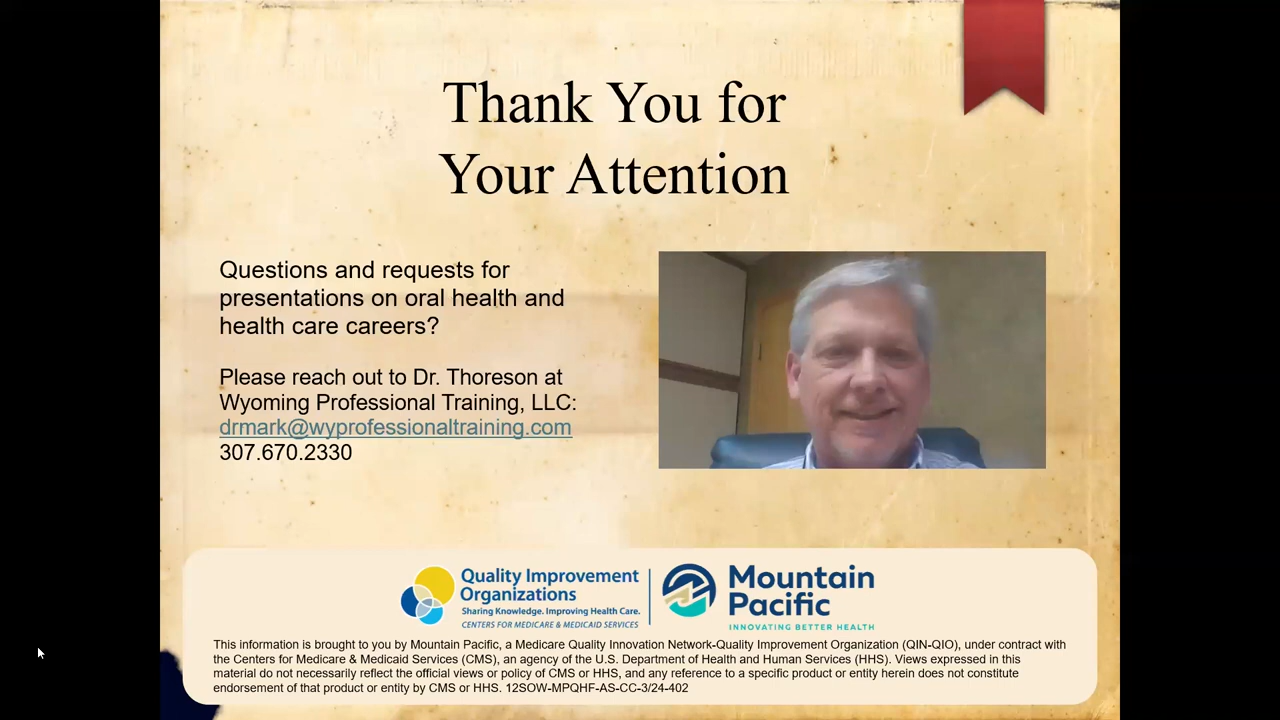 Thank You for
Your Attention
Questions and requests for
presentations on oral health and
health care careers?
Please reach out to Dr. Thoreson at
Wyoming Professional Training, LLC:
drmark@wyprofessionaltraining.com
307.670.2330
Quality Improvement
Organizations
Sharing Knowledge. Improving Health Care.
CENTERS FOR MEDICARE & MEDICAID SERVICES
Mountain
Pacific
INNOVATING BETTER HEALTH
This information is brought to you by Mountain Pacific, a Medicare Quality Innovation Network-Quality Improvement Organization (QIN-QIO), under contract with
the Centers for Medicare & Medicaid Services (CMS), an agency of the U.S. Department of Health and Human Services (HHS). Views expressed in this
material do not necessarily reflect the official views or policy of CMS or HHS, and any reference to a specific product or entity herein does not constitute
endorsement of that product or entity by CMS or HHS. 12SOW-MPQHF-AS-CC-3/24-402